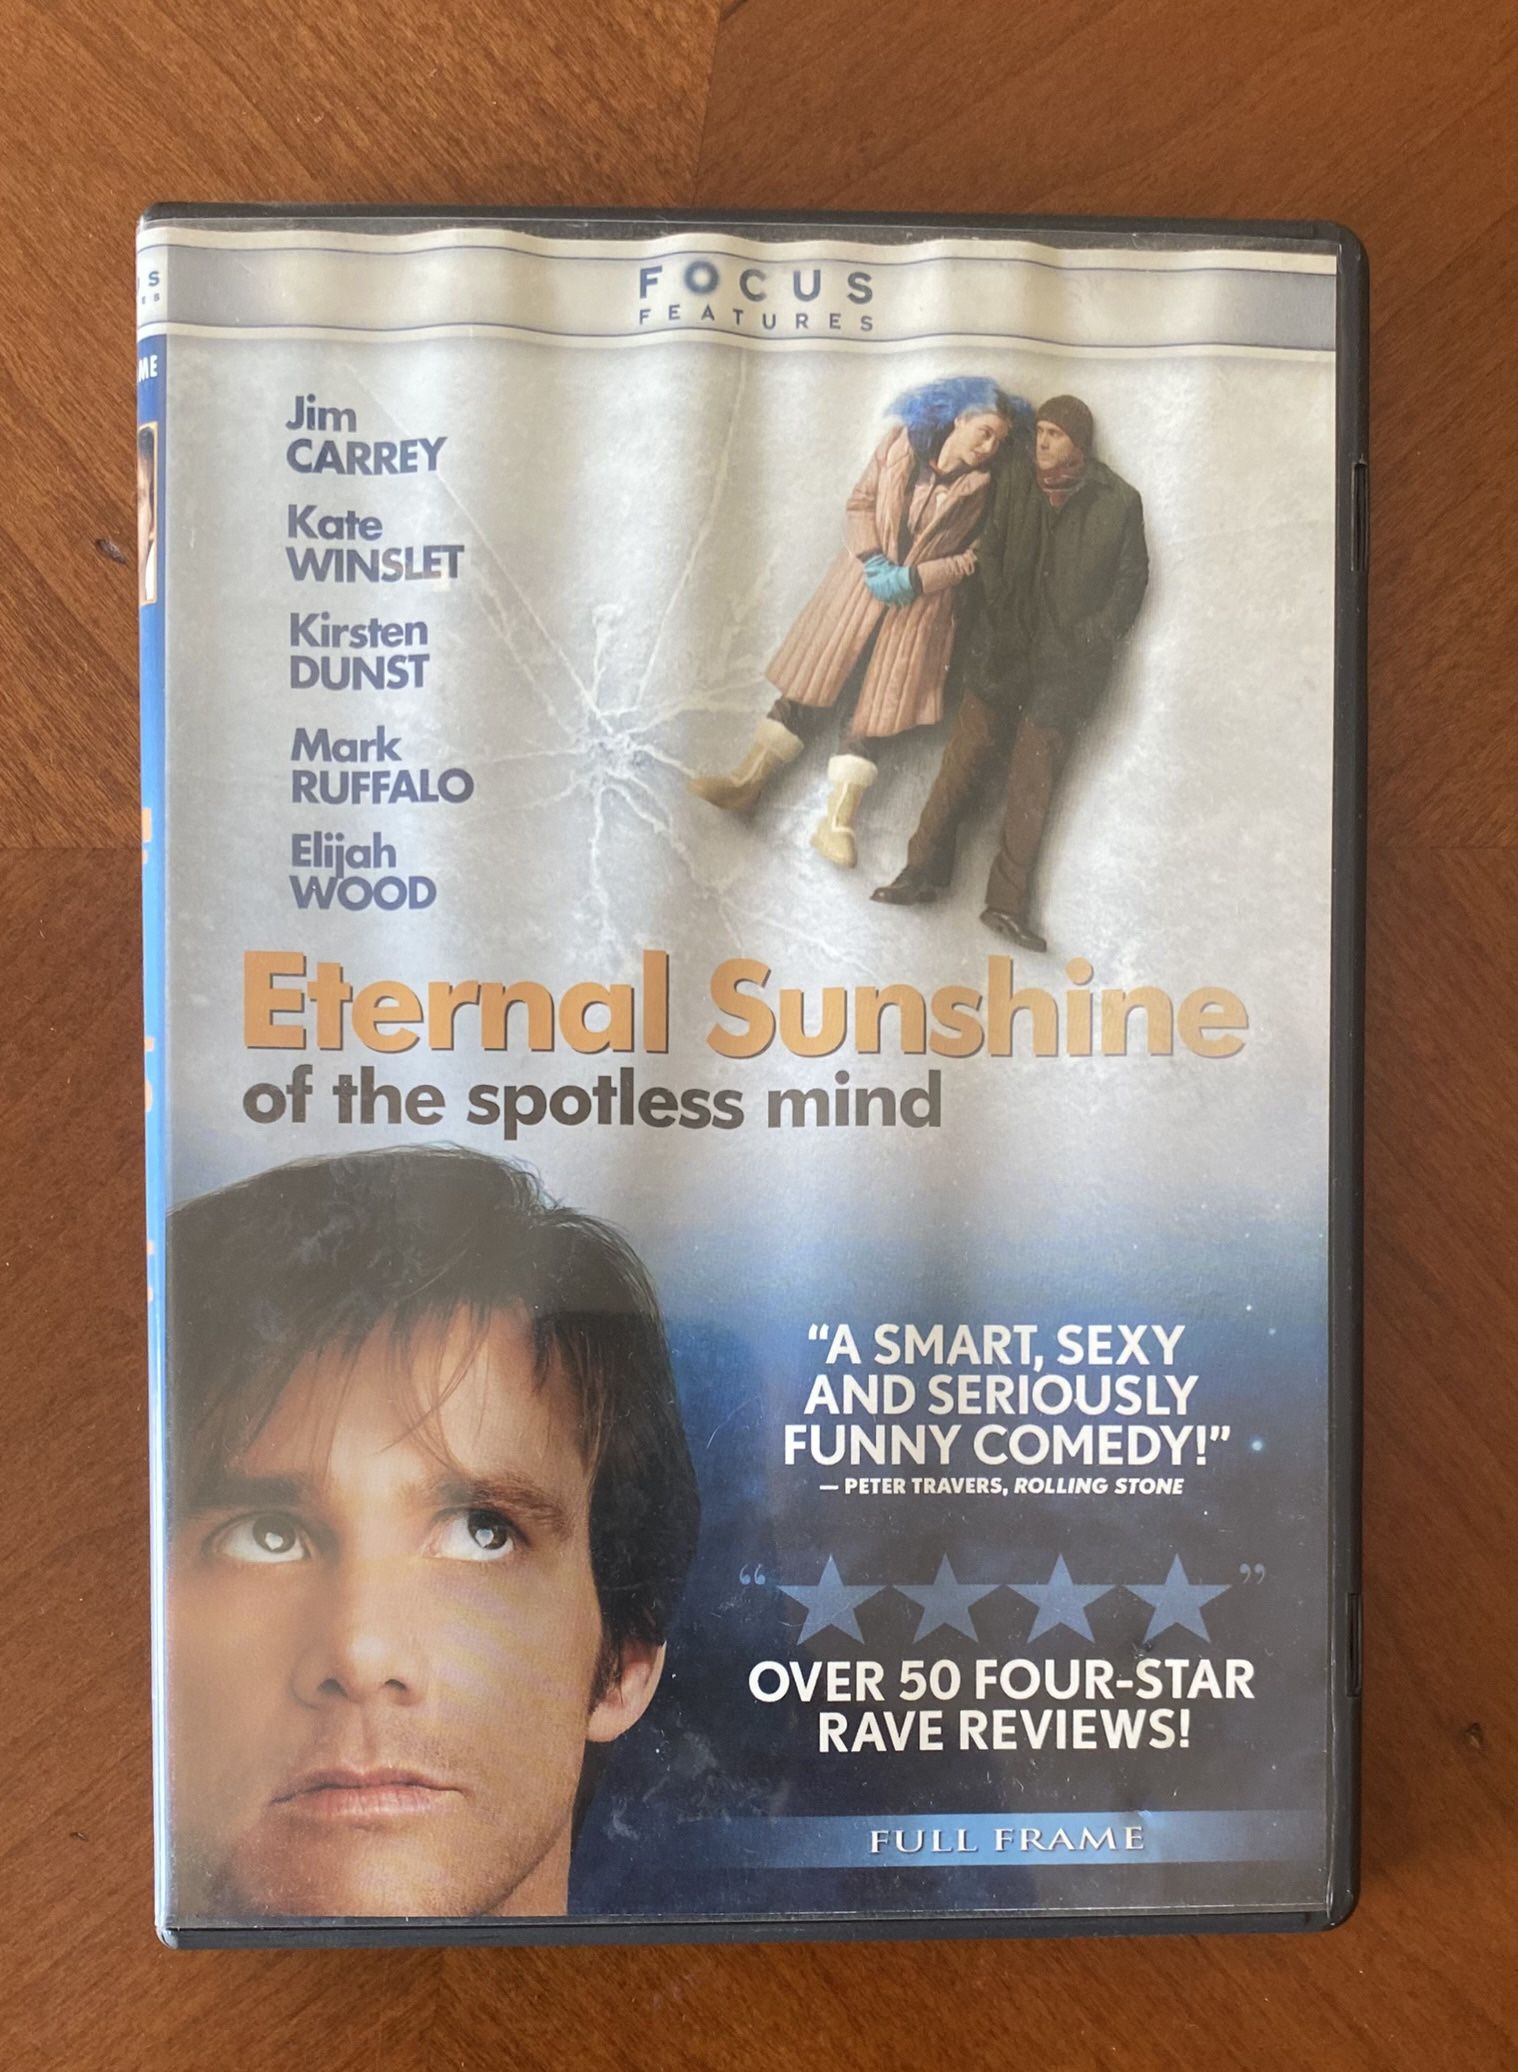 FOCUS
FEATURES
Jim
CARREY
Kate
WINSLET
Kirsten
DUNST
Mark
RUFFALO
Elijah
WOOD
Eternal Sunshine
of the spotless mind
“A SMART, SEXY
AND SERIOUSLY
FUNNY COMEDY!”
— PETER TRAVERS, ROLLING STONE
OVER 50 FOUR-STAR
RAVE REVIEWS!
FULL FRAME